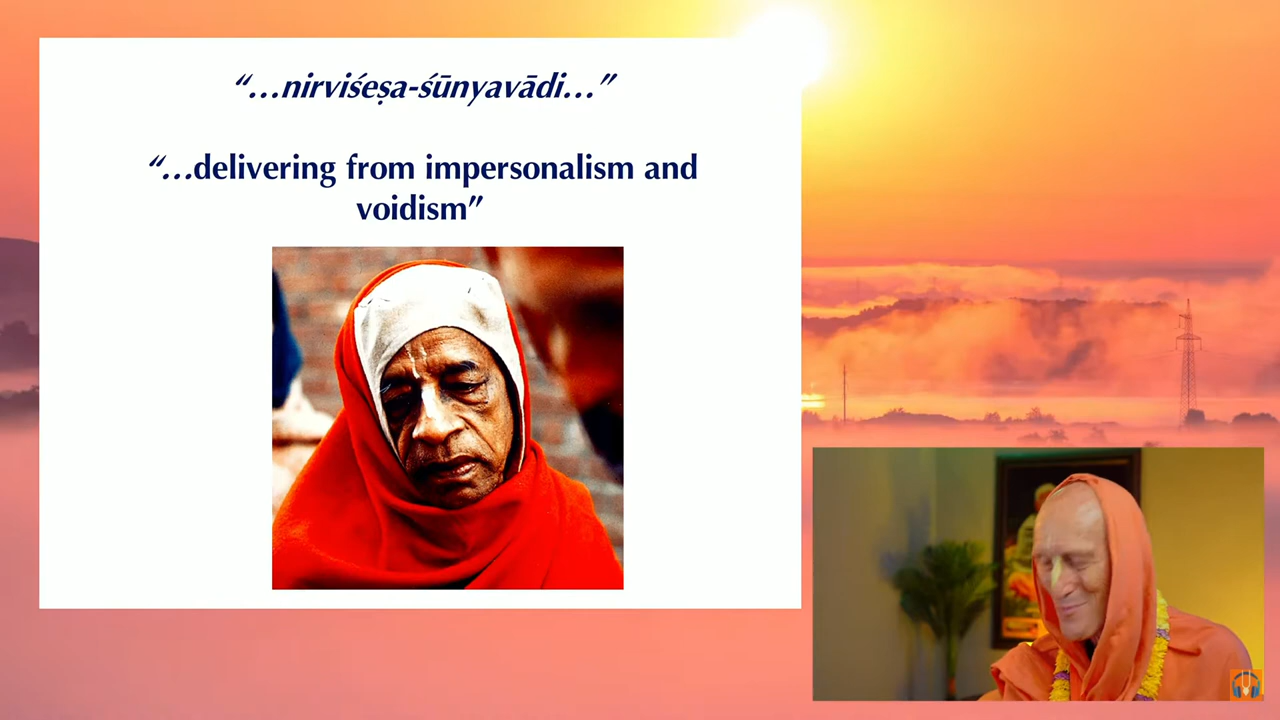 “…nirviśeṣa-śūnyavādi…”
“…delivering from impersonalism and
voidism”